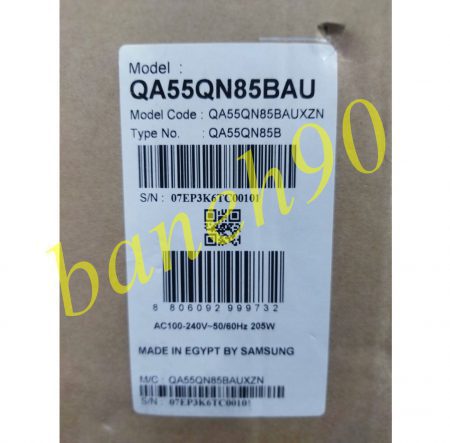 Model :
QA55QN85BAU
Model Code : QA55QN85BAUXZN
Type No. : QA55QN85B
S/N : 07EP3K6TC00101
8 806092 999732
AC100-240V~50/60Hz 205W
MADE IN EGYPT BY SAMSUNG
M/C : QA55QN85BAUXZN
S/N : 07EP3K6TC00101
baneh90